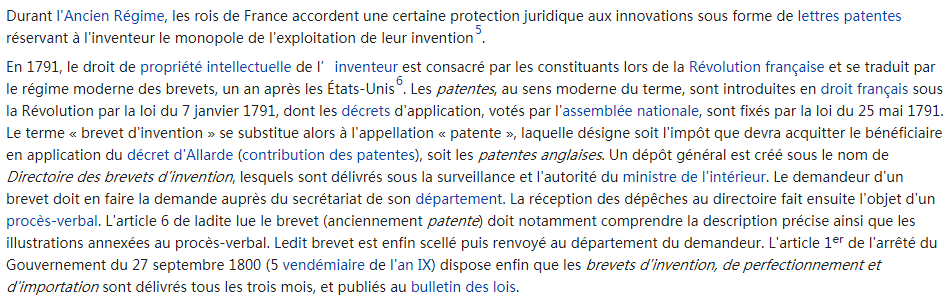 Durant l'Ancien Régime, les rois de France accordent une certaine protection juridique aux innovations sous forme de lettres patentes
réservant à l'inventeur le monopole de l'exploitation de leur invention5.
En 1791, le droit de propriété intellectuelle de l’inventeur est consacré par les constituants lors de la Révolution française et se traduit par
le régime moderne des brevets, un an après les États-Unis6. Les patentes, au sens moderne du terme, sont introduites en droit français sous
la Révolution par la loi du 7 janvier 1791, dont les décrets d'application, votés par l'assemblée nationale, sont fixés par la loi du 25 mai 1791.
Le terme « brevet d'invention » se substitue alors à l'appellation « patente », laquelle désigne soit l'impôt que devra acquitter le bénéficiaire
en application du décret d'Allarde (contribution des patentes), soit les patentes anglaises. Un dépôt général est créé sous le nom de
Directoire des brevets d'invention, lesquels sont délivrés sous la surveillance et l'autorité du ministre de l'intérieur. Le demandeur d'un
brevet doit en faire la demande auprès du secrétariat de son département. La réception des dépêches au directoire fait ensuite l'objet d'un
procès-verbal. L'article 6 de ladite lue le brevet (anciennement patente) doit notamment comprendre la description précise ainsi que les
illustrations annexées au procès-verbal. Ledit brevet est enfin scellé puis renvoyé au département du demandeur. L'article 1er de l'arrêté du
Gouvernement du 27 septembre 1800 (5 vendémiaire de l'an IX) dispose enfin que les brevets d'invention, de perfectionnement et
d'importation sont délivrés tous les trois mois, et publiés au bulletin des lois.